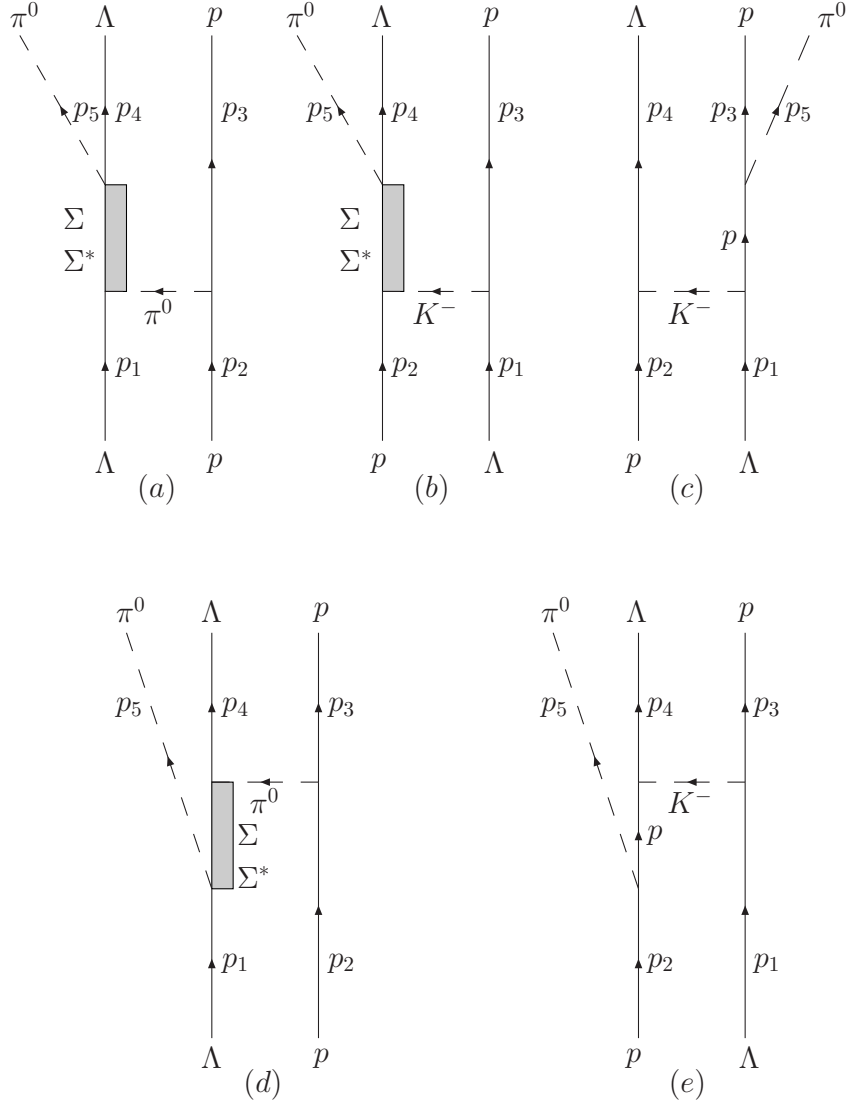 π⁰ Λ p π⁰ Λ p Λ p π⁰
p₅ p₄ p₃ p₅ p₄ p₃ p₄ p₃ p₅
Σ Σ p
Σ* Σ*
π⁰ K⁻ K⁻
p₁ p₂ p₂ p₁ p₂ p₁
Λ p p Λ p Λ
(a) (b) (c)
π⁰ Λ p π⁰ Λ p
p₅ p₄ p₃ p₅ p₄ p₃
π⁰ K⁻
Σ p
Σ*
p₁ p₂ p₂ p₁
Λ p p Λ
(d) (e)